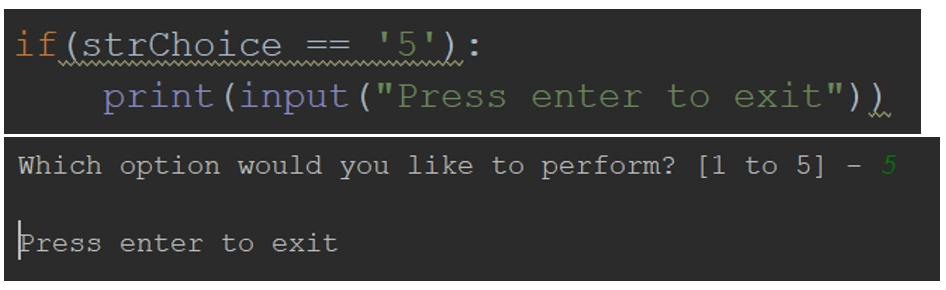 if(strChoice == '5'):
    print(input("Press enter to exit"))
Which option would you like to perform? [1 to 5] - 5
Press enter to exit